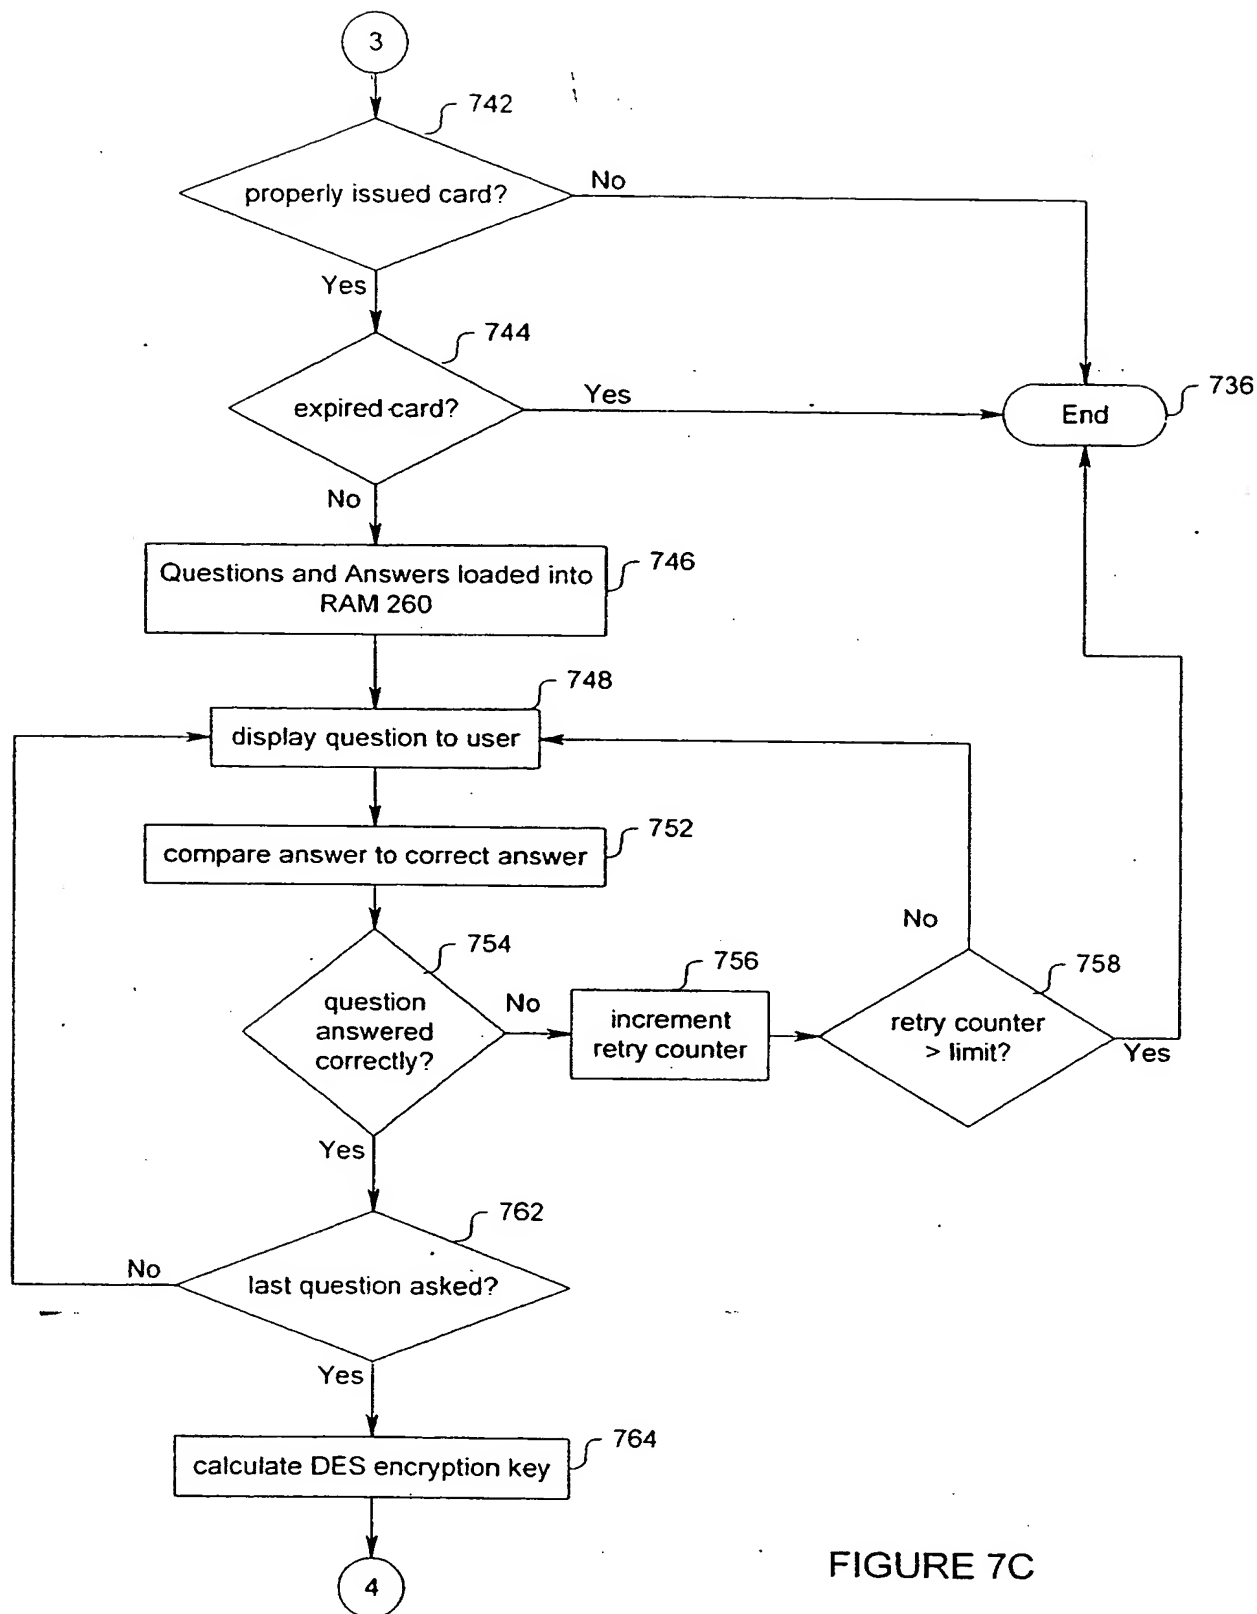 3
742
properly issued card?
No
Yes
744
expired card?
Yes
736
End
No
746
Questions and Answers loaded into
RAM 260
748
display question to user
752
compare answer to correct answer
No
754
756
758
question
answered
correctly?
No
increment
retry counter
retry counter
> limit?
Yes
Yes
762
No
last question asked?
Yes
764
calculate DES encryption key
4
FIGURE 7C